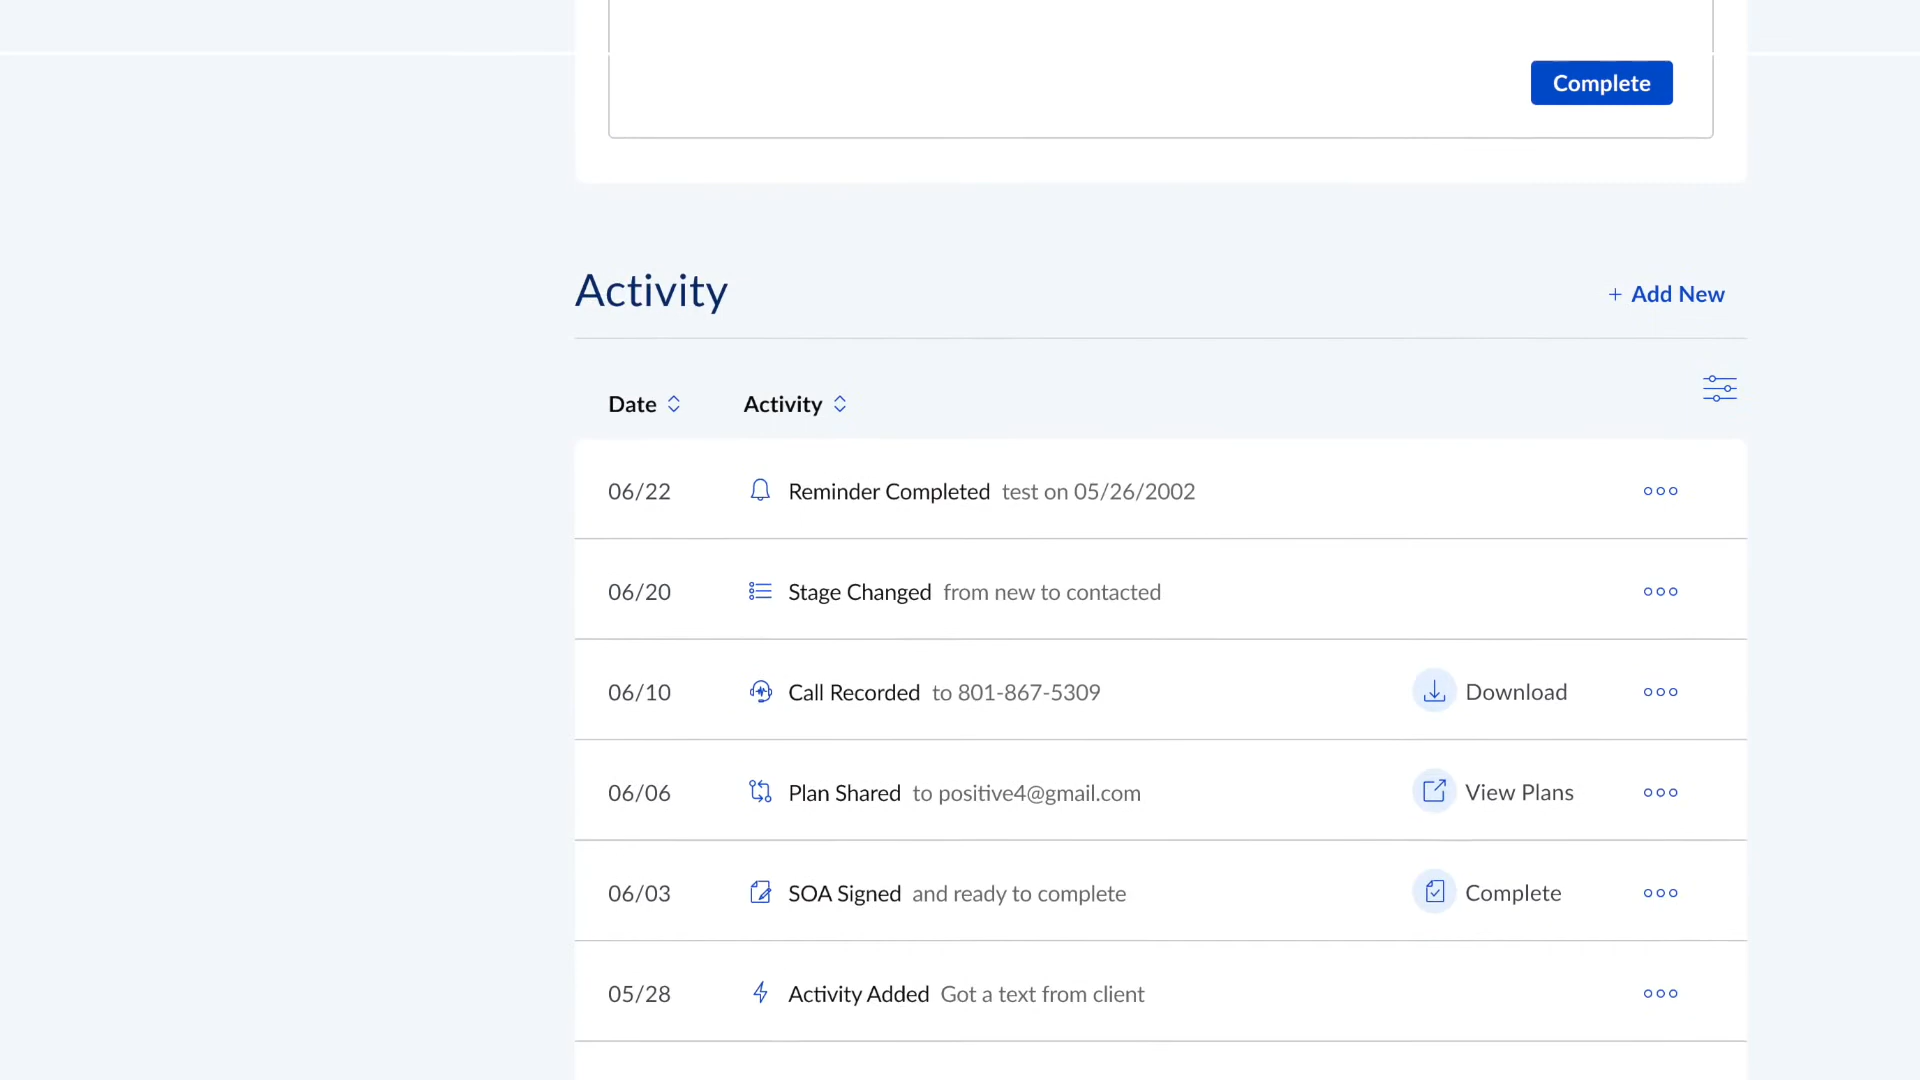 Complete
Activity
+ Add New
Date Activity
06/22 Reminder Completed test on 05/26/2002
06/20 Stage Changed from new to contacted
06/10 Call Recorded to 801-867-5309 Download
06/06 Plan Shared to positive4@gmail.com View Plans
06/03 SOA Signed and ready to complete Complete
05/28 Activity Added Got a text from client